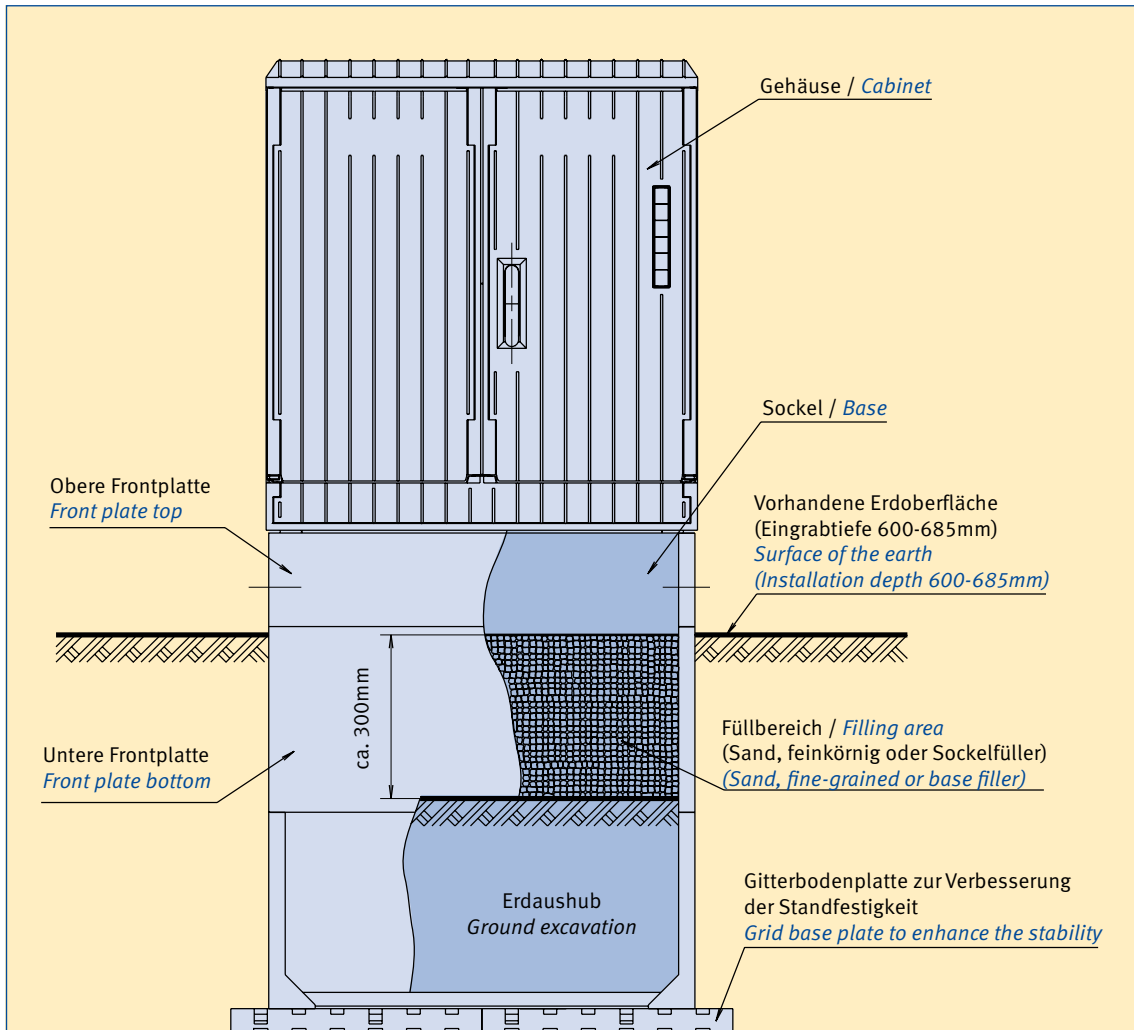 Gehäuse / Cabinet
Sockel / Base
Obere Frontplatte
Front plate top
Vorhandene Erdoberfläche
(Eingrabtiefe 600-685mm)
Surface of the earth
(Installation depth 600-685mm)
ca. 300mm
Untere Frontplatte
Front plate bottom
Füllbereich / Filling area
(Sand, feinkörnig oder Sockelfüller)
(Sand, fine-grained or base filler)
Erdaushub
Ground excavation
Gitterbodenplatte zur Verbesserung
der Standfestigkeit
Grid base plate to enhance the stability